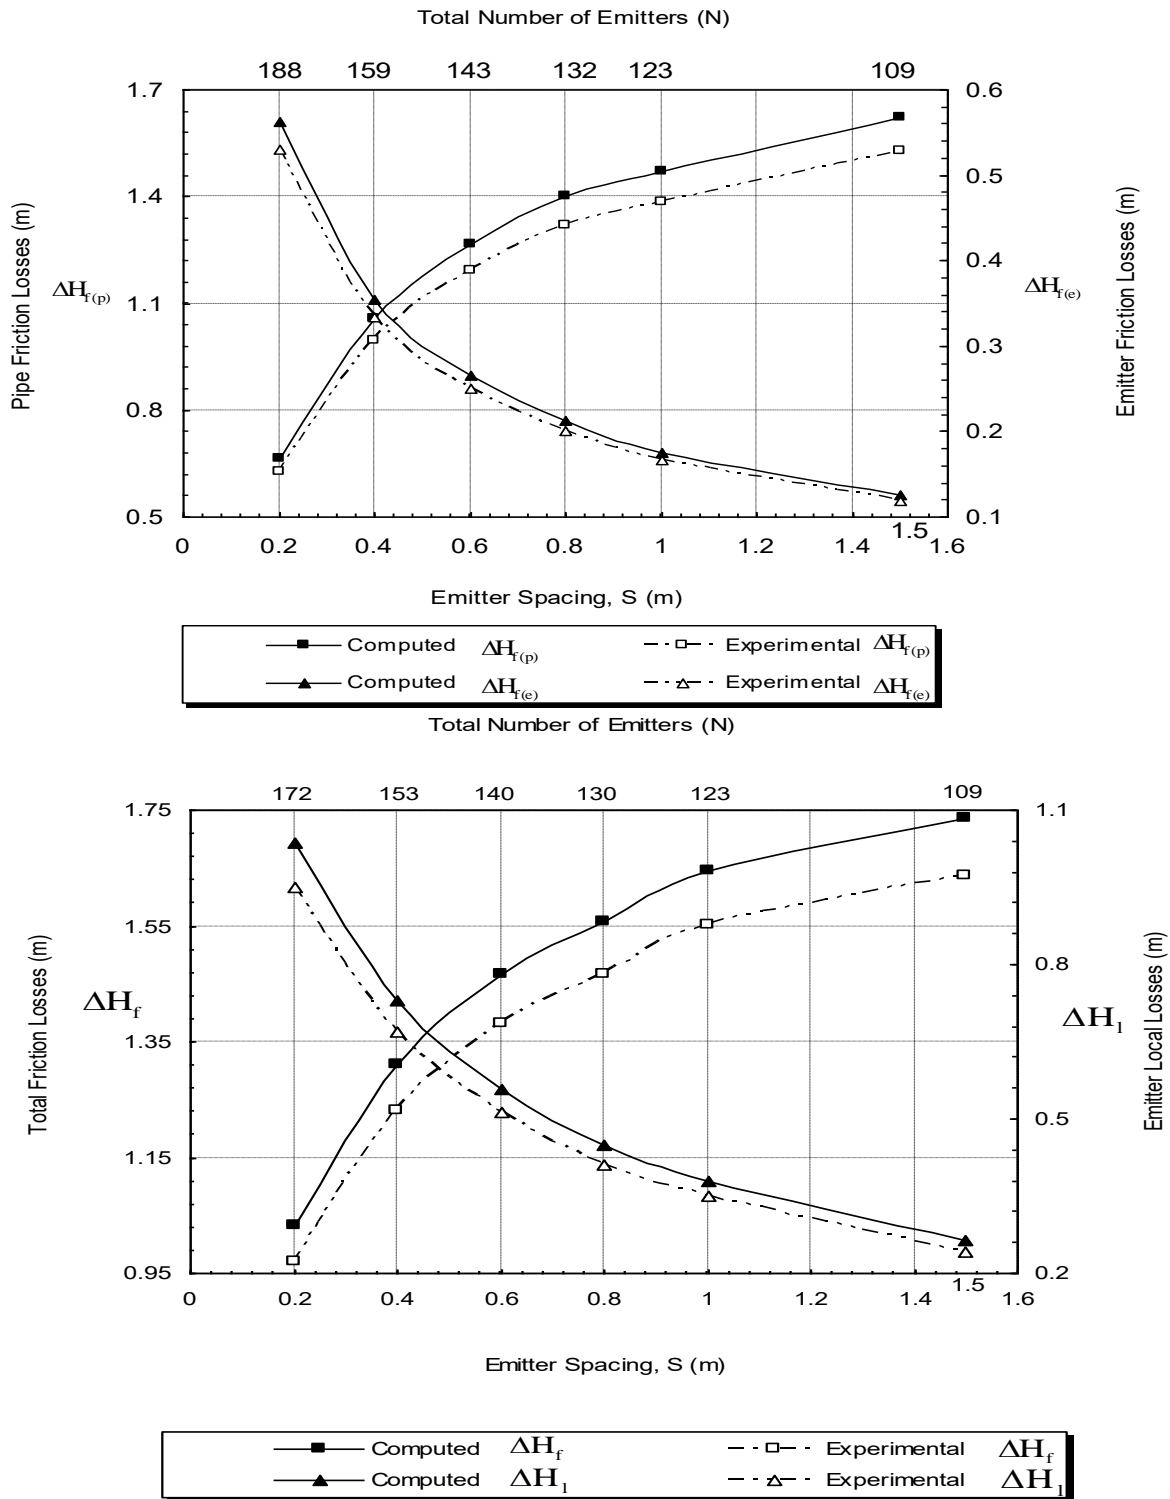 Total Number of Emitters (N)
188 159 143 132 123 109
1.7 0.6
0.5
1.4
0.4
Pipe Friction Losses (m)
ΔHf(p)
ΔHf(e)
Emitter Friction Losses (m)
1.1
0.3
0.8
0.2
0.5 0.1
1.5
0 0.2 0.4 0.6 0.8 1 1.2 1.4 1.6
Emitter Spacing, S (m)
Computed ΔHf(p) Experimental ΔHf(p)
Computed ΔHf(e) Experimental ΔHf(e)
Total Number of Emitters (N)
172 153 140 130 123 109
1.75 1.1
1.55
0.8
Total Friction Losses (m)
ΔHf
ΔHl
Emitter Local Losses (m)
1.35
0.5
1.15
0.95 0.2
1.5
0 0.2 0.4 0.6 0.8 1 1.2 1.4 1.6
Emitter Spacing, S (m)
Computed ΔHf Experimental ΔHf
Computed ΔHl Experimental ΔHl